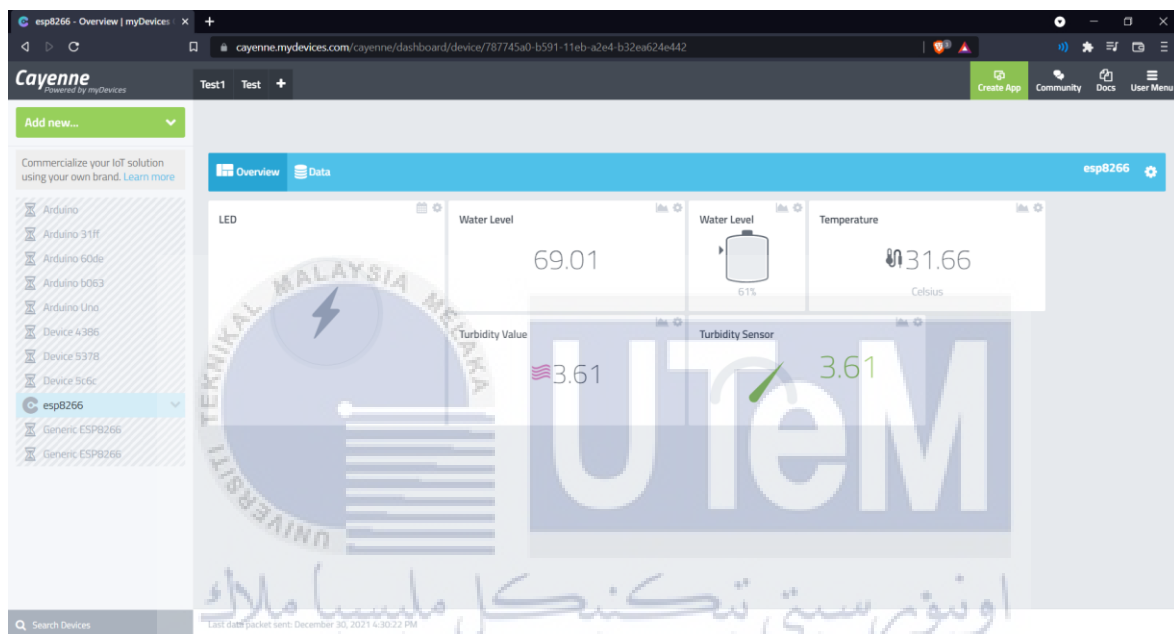 esp8266 - Overview | myDevices
cayenne.mydevices.com/cayenne/dashboard/device/787745a0-b591-11eb-a2e4-b32ea624e442
Cayenne
Powered by myDevices
Test1 Test +
Create App Community Docs User Menu
Add new...
Commercialize your IoT solution
using your own brand. Learn more
Arduino
Arduino 31ff
Arduino 60de
Arduino b063
Arduino Uno
Device 4386
Device 5378
Device 5c6c
esp8266
Generic ESP8266
Generic ESP8266
Search Devices
Overview Data esp8266
LED
Water Level
69.01
Water Level
61%
Temperature
31.66
Celsius
Turbidity Value
3.61
Turbidity Sensor
3.61
UNIVERSITI TEKNIKAL MALAYSIA MELAKA
UTeM
اونيۏرسيتي تيكنيكل مليسيا ملاك
Last data packet sent: December 30, 2021 4:30:22 PM